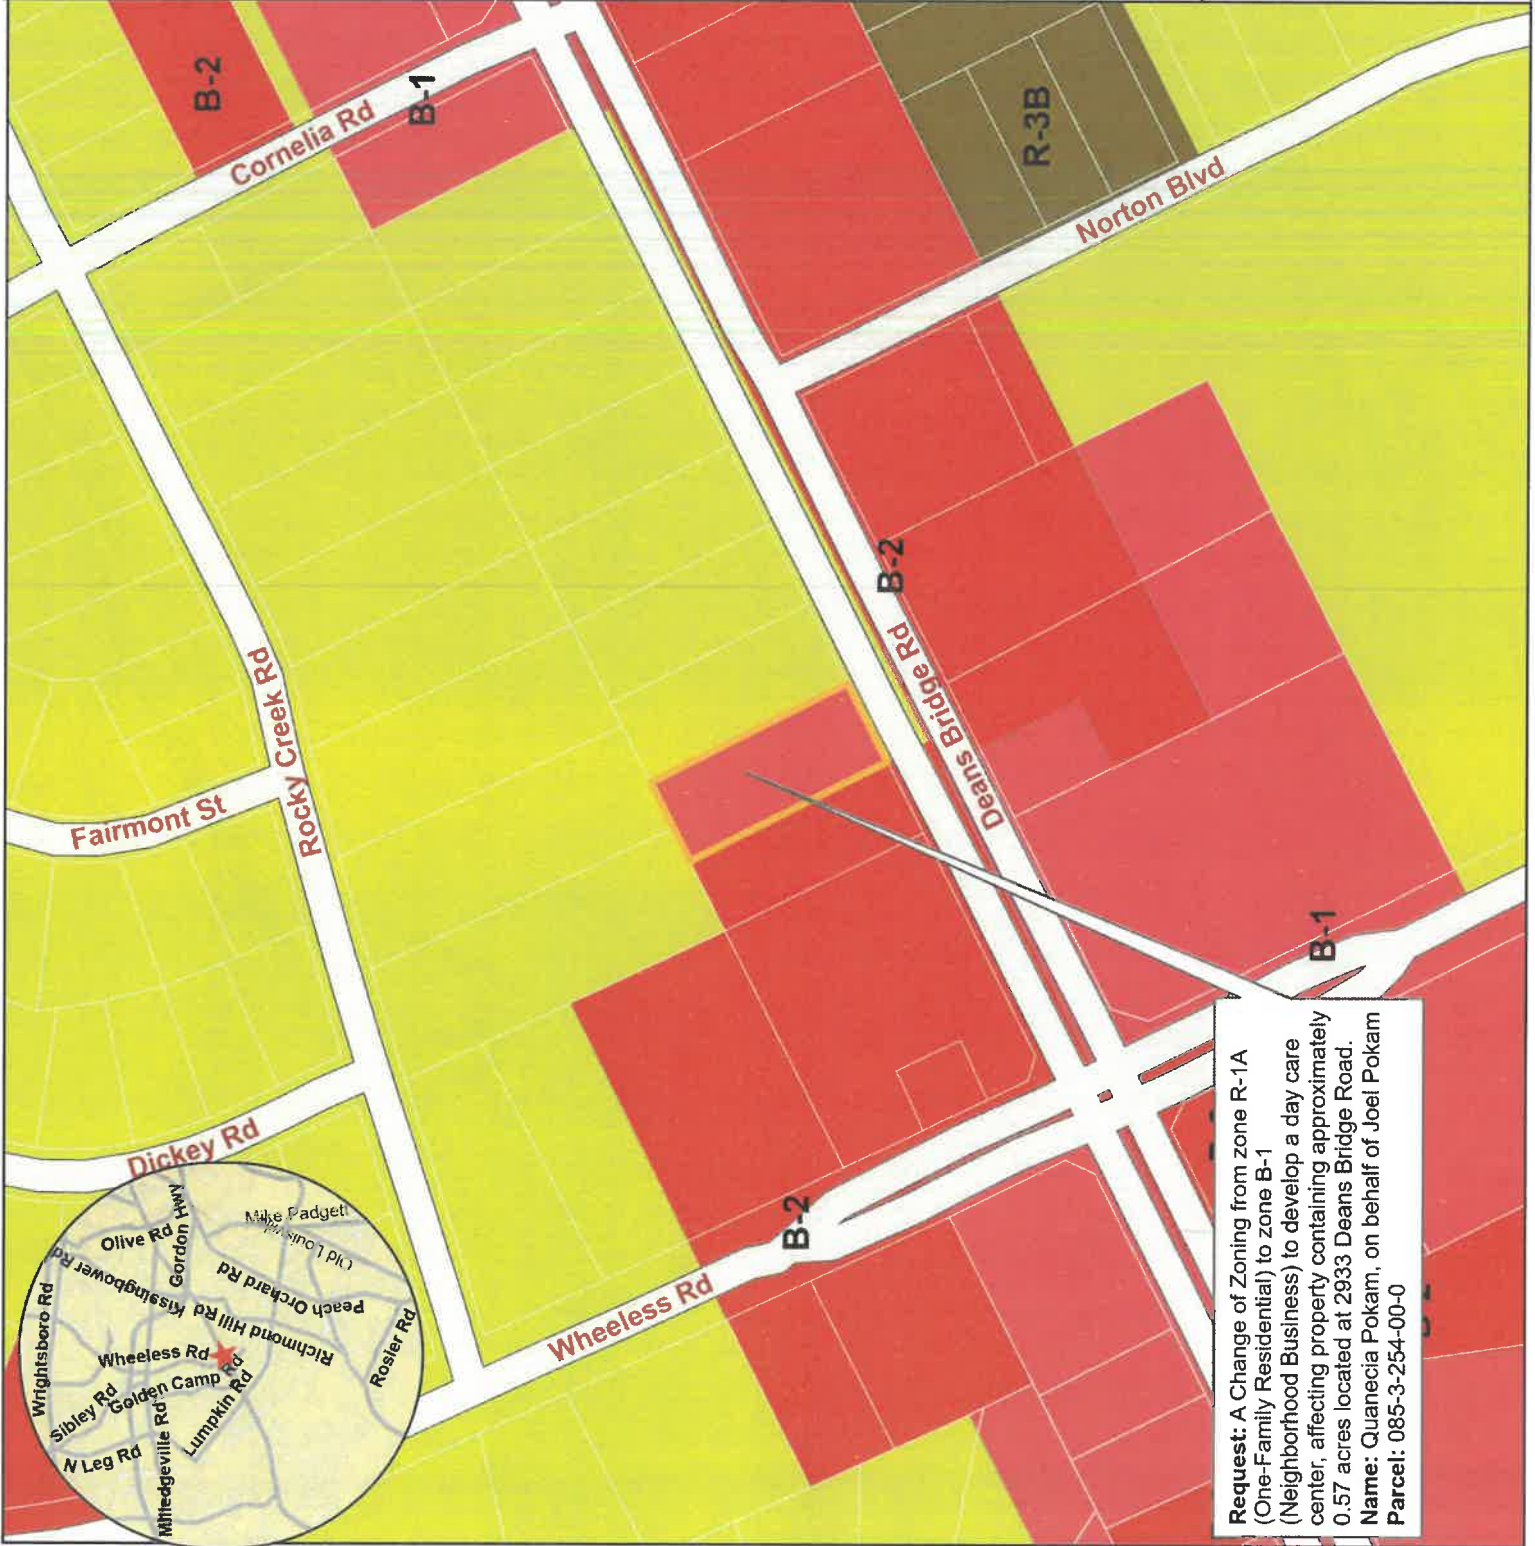 B-2
Cornelia Rd
B-1
R-3B
Norton Blvd
Rocky Creek Rd
Fairmont St
Dickey Rd
B-2
Deans Bridge Rd
B-2
Wheeless Rd
B-1
Wrightsboro Rd
Olive Rd
Gordon Hwy
Mike Padgett
Kissingbower Rd
Peach Orchard Rd
Richmond Hill Rd
Wheeless Rd
Sibley Rd
Golden Camp Rd
Lumpkin Rd
N Leg Rd
Milledgeville Rd
Rosier Rd
Request: A Change of Zoning from zone R-1A
(One-Family Residential) to zone B-1
(Neighborhood Business) to develop a day care
center, affecting property containing approximately
0.57 acres located at 2933 Deans Bridge Road.
Name: Quanecia Pokam, on behalf of Joel Pokam
Parcel: 085-3-254-00-0